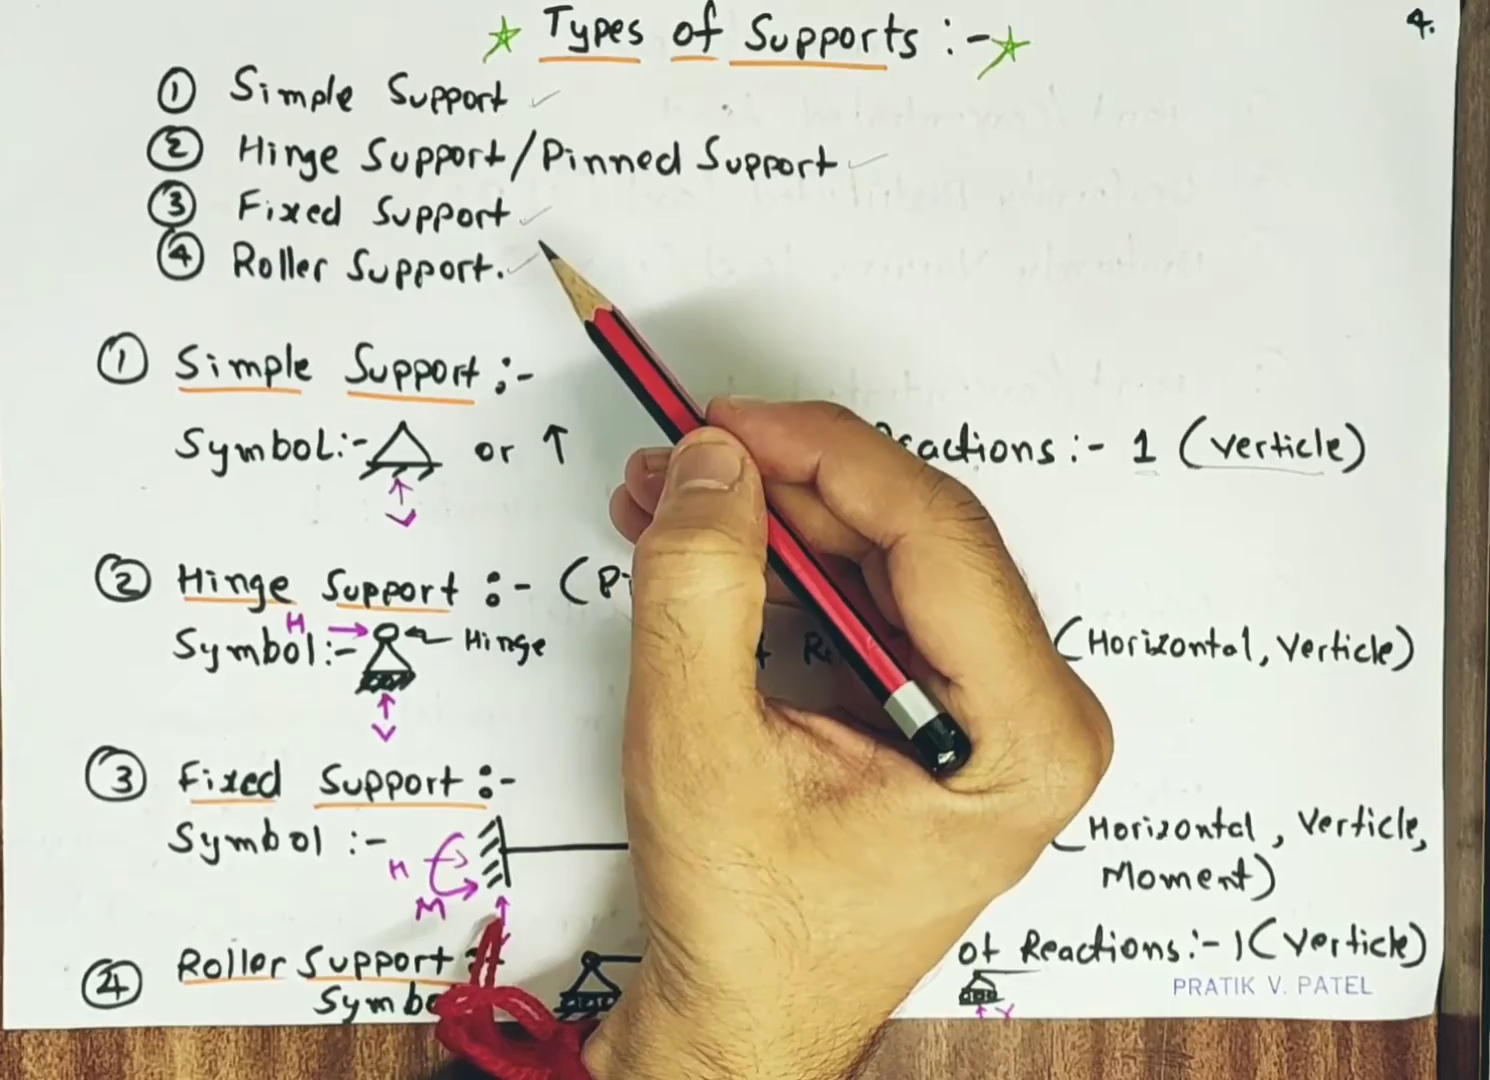 Types of Supports :-
4.
① Simple Support
② Hinge Support/Pinned Support
③ Fixed Support
④ Roller Support.
① Simple Support :-
Symbol:- or ↑ actions :- 1 (verticle)
② Hinge Support :- (Pi
H
Symbol:- Hinge (Horizontal, verticle)
③ Fixed Support :-
Symbol :- (Horizontal, verticle,
H
Moment)
M
④ Roller Support of Reactions:- 1 (verticle)
Symbo
PRATIK V. PATEL